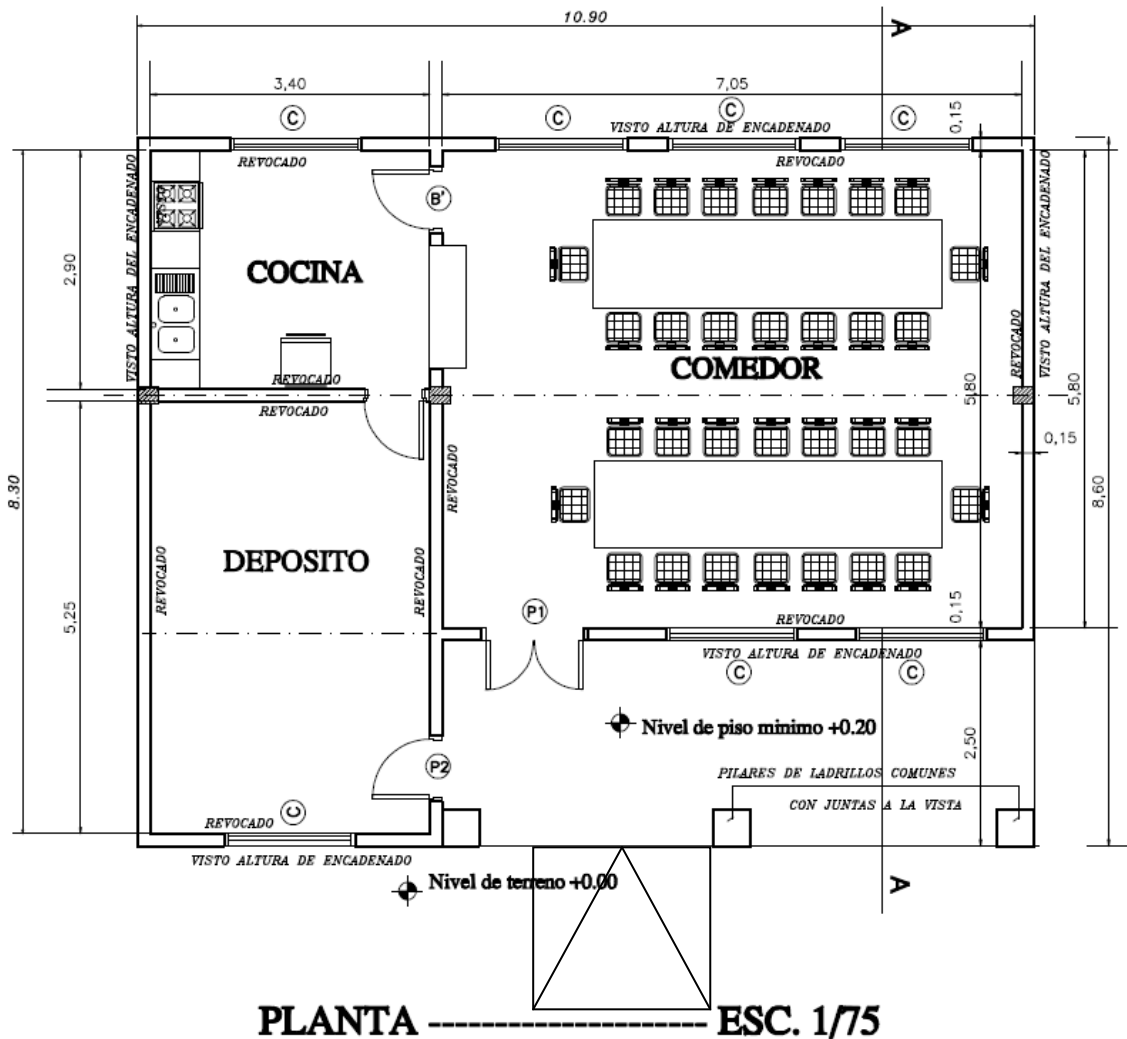 10.90
A
3,40
7,05
C
C
C
C
0,15
VISTO ALTURA DE ENCADENADO
REVOCADO
REVOCADO
VISTO ALTURA DEL ENCADENADO
B'
2,90
COCINA
COMEDOR
REVOCADO
VISTO ALTURA DEL ENCADENADO
REVOCADO
REVOCADO
5,80
5,80
0,15
8.30
REVOCADO
8,60
DEPOSITO
REVOCADO
REVOCADO
5,25
P1
0,15
REVOCADO
VISTO ALTURA DE ENCADENADO
C
C
Nivel de piso minimo +0.20
2,50
P2
PILARES DE LADRILLOS COMUNES
CON JUNTAS A LA VISTA
C
REVOCADO
VISTO ALTURA DE ENCADENADO
Nivel de terreno +0.00
A
PLANTA --------------------- ESC. 1/75